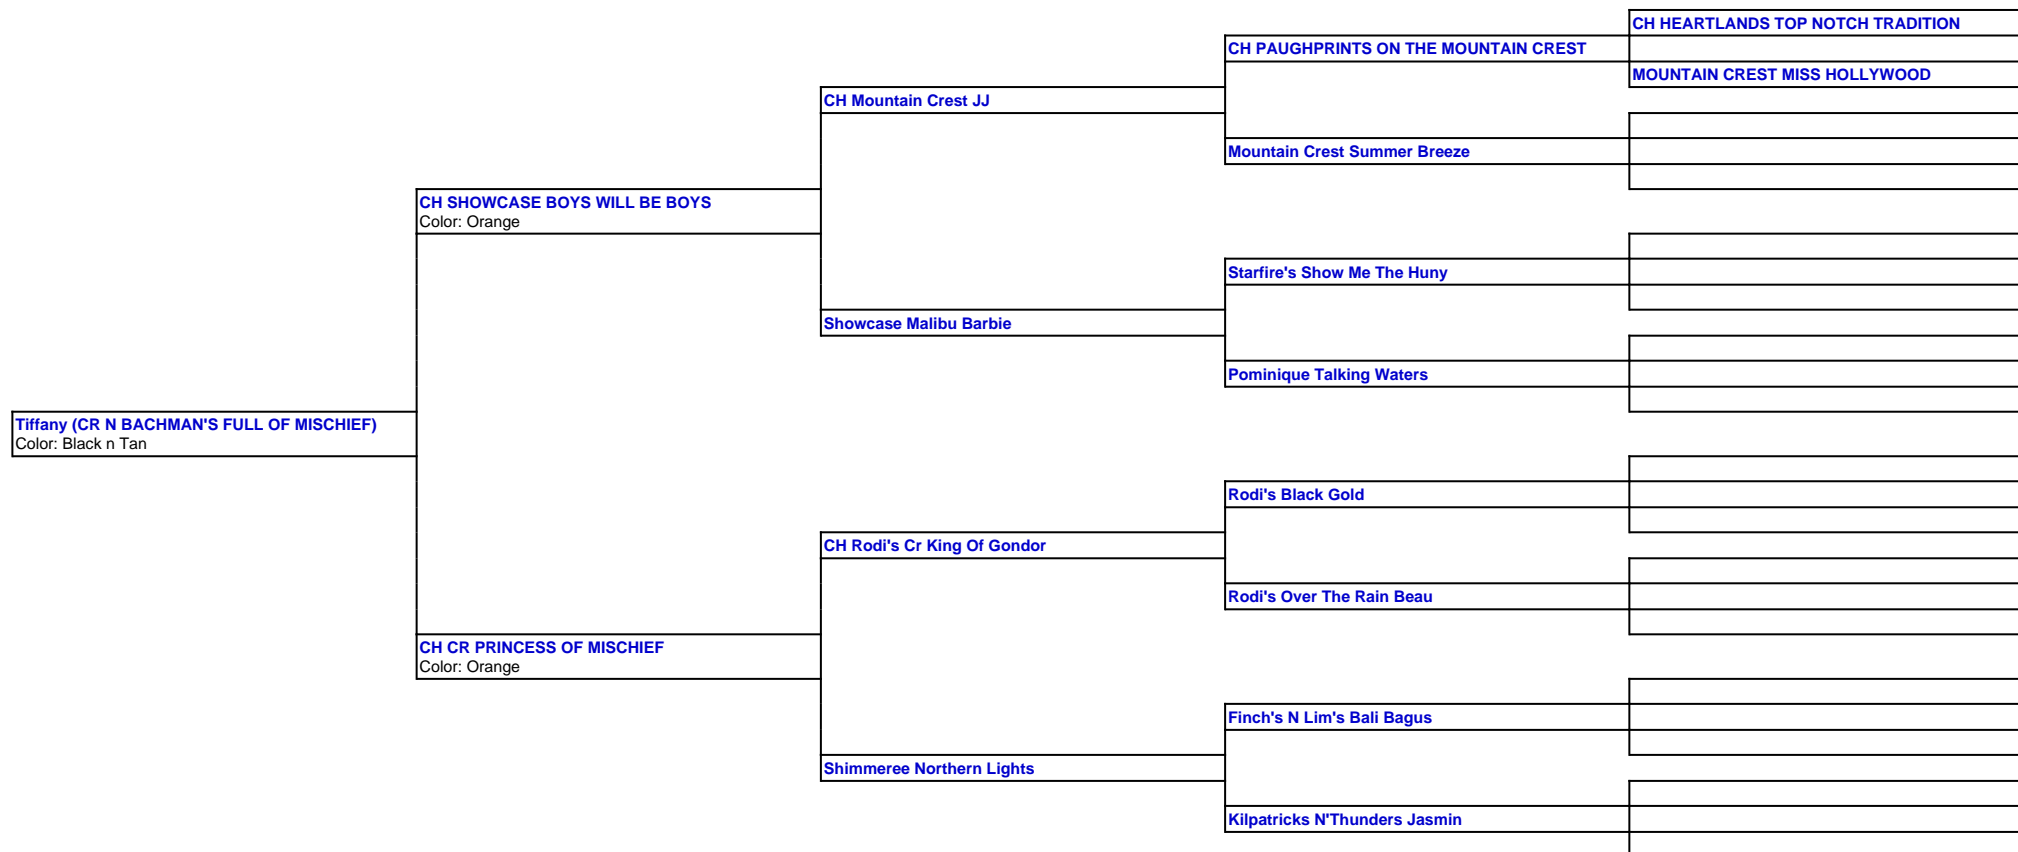 CH HEARTLANDS TOP NOTCH TRADITION
CH PAUGHPRINTS ON THE MOUNTAIN CREST
MOUNTAIN CREST MISS HOLLYWOOD
CH Mountain Crest JJ
Mountain Crest Summer Breeze
CH SHOWCASE BOYS WILL BE BOYS
Color: Orange
Starfire's Show Me The Huny
Showcase Malibu Barbie
Pominique Talking Waters
Tiffany (CR N BACHMAN'S FULL OF MISCHIEF)
Color: Black n Tan
Rodi's Black Gold
CH Rodi's Cr King Of Gondor
Rodi's Over The Rain Beau
CH CR PRINCESS OF MISCHIEF
Color: Orange
Finch's N Lim's Bali Bagus
Shimmeree Northern Lights
Kilpatricks N'Thunders Jasmin